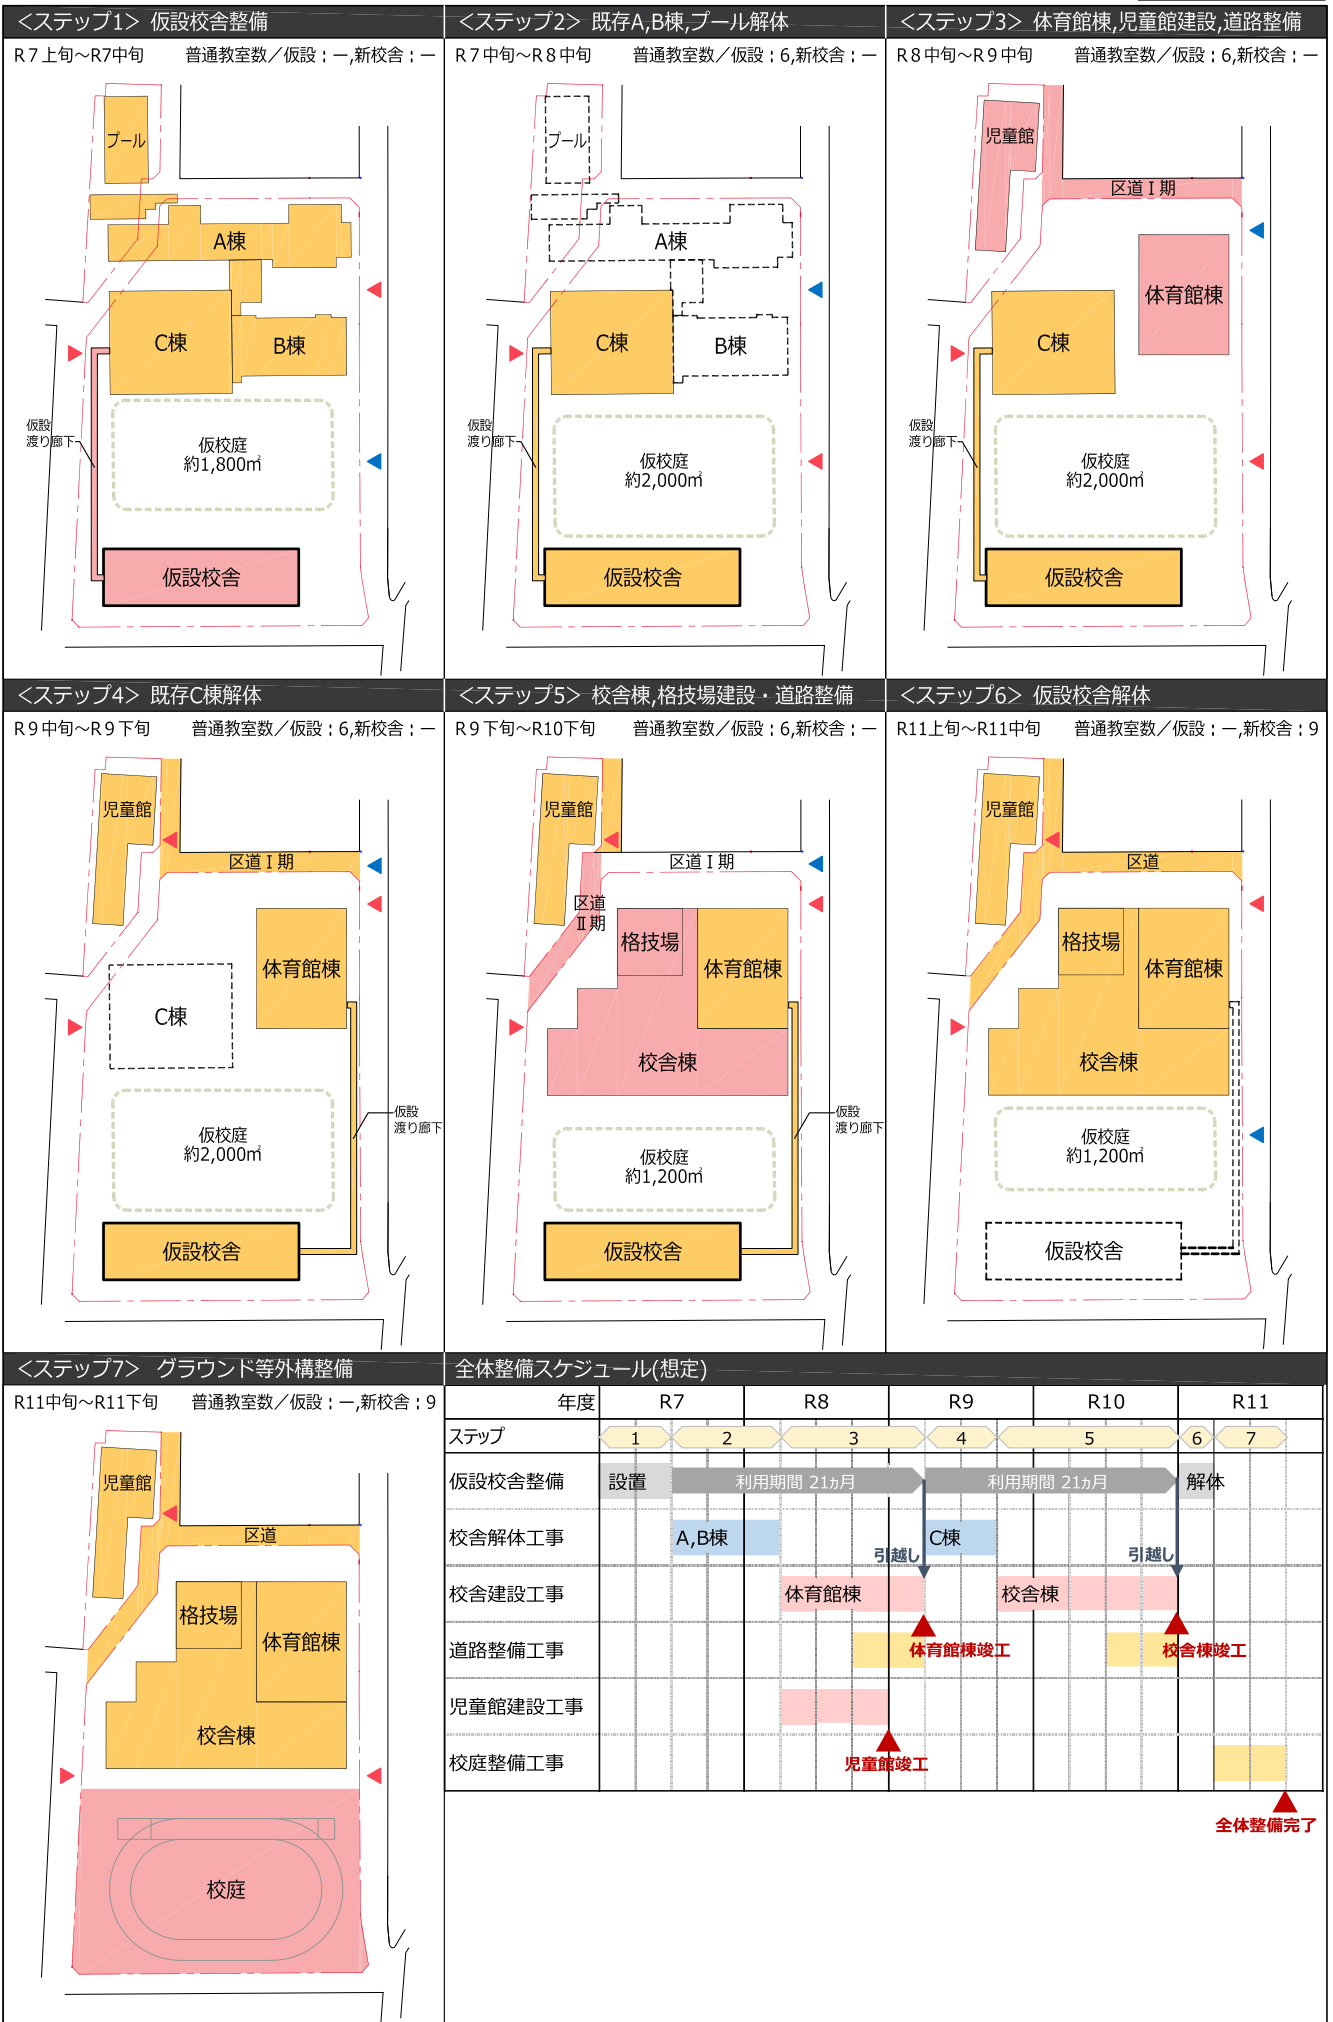 ＜ステップ1＞ 仮設校舎整備
R7上旬～R7中旬 普通教室数／仮設：ー,新校舎：ー
プール
A棟
C棟
B棟
仮設
渡り廊下
仮校庭
約1,800㎡
仮設校舎
＜ステップ2＞ 既存A,B棟,プール解体
R7中旬～R8中旬 普通教室数／仮設：6,新校舎：ー
プール
A棟
C棟
B棟
仮設
渡り廊下
仮校庭
約2,000㎡
仮設校舎
＜ステップ3＞ 体育館棟,児童館建設,道路整備
R8中旬～R9中旬 普通教室数／仮設：6,新校舎：ー
児童館
区道Ⅰ期
体育館棟
C棟
仮設
渡り廊下
仮校庭
約2,000㎡
仮設校舎
＜ステップ4＞ 既存C棟解体
R9中旬～R9下旬 普通教室数／仮設：6,新校舎：ー
児童館
区道Ⅰ期
体育館棟
C棟
仮設
渡り廊下
仮校庭
約2,000㎡
仮設校舎
＜ステップ5＞ 校舎棟,格技場建設・道路整備
R9下旬～R10下旬 普通教室数／仮設：6,新校舎：ー
児童館
区道Ⅰ期
区道
Ⅱ期
格技場
体育館棟
校舎棟
仮設
渡り廊下
仮校庭
約1,200㎡
仮設校舎
＜ステップ6＞ 仮設校舎解体
R11上旬～R11中旬 普通教室数／仮設：ー,新校舎：9
児童館
区道
格技場
体育館棟
校舎棟
仮校庭
約1,200㎡
仮設校舎
＜ステップ7＞ グラウンド等外構整備
R11中旬～R11下旬 普通教室数／仮設：ー,新校舎：9
児童館
区道
格技場
体育館棟
校舎棟
校庭
全体整備スケジュール(想定)
年度 R7 R8 R9 R10 R11
ステップ 1 2 3 4 5 6 7
仮設校舎整備 設置 利用期間 21ヵ月 利用期間 21ヵ月 解体
校舎解体工事 A,B棟 C棟
引越し 引越し
校舎建設工事 体育館棟 校舎棟
道路整備工事 体育館棟竣工 校舎棟竣工
児童館建設工事
校庭整備工事 児童館竣工
全体整備完了